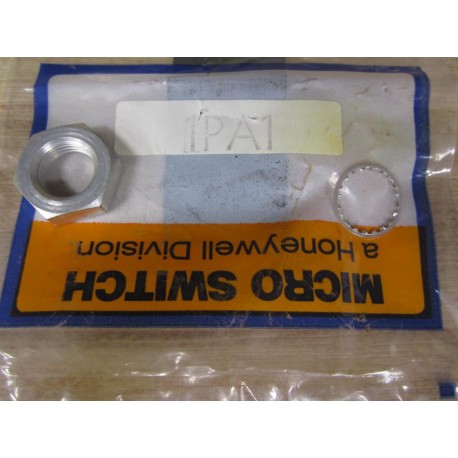 1PA1
MICRO SWITCH
a Honeywell Division